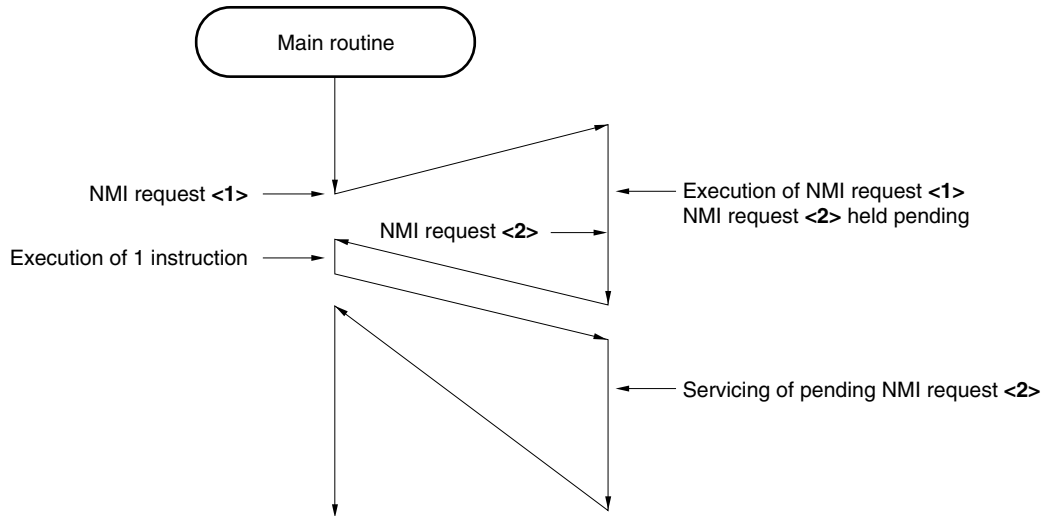 Main routine
NMI request <1>
Execution of NMI request <1>
NMI request <2> held pending
NMI request <2>
Execution of 1 instruction
Servicing of pending NMI request <2>